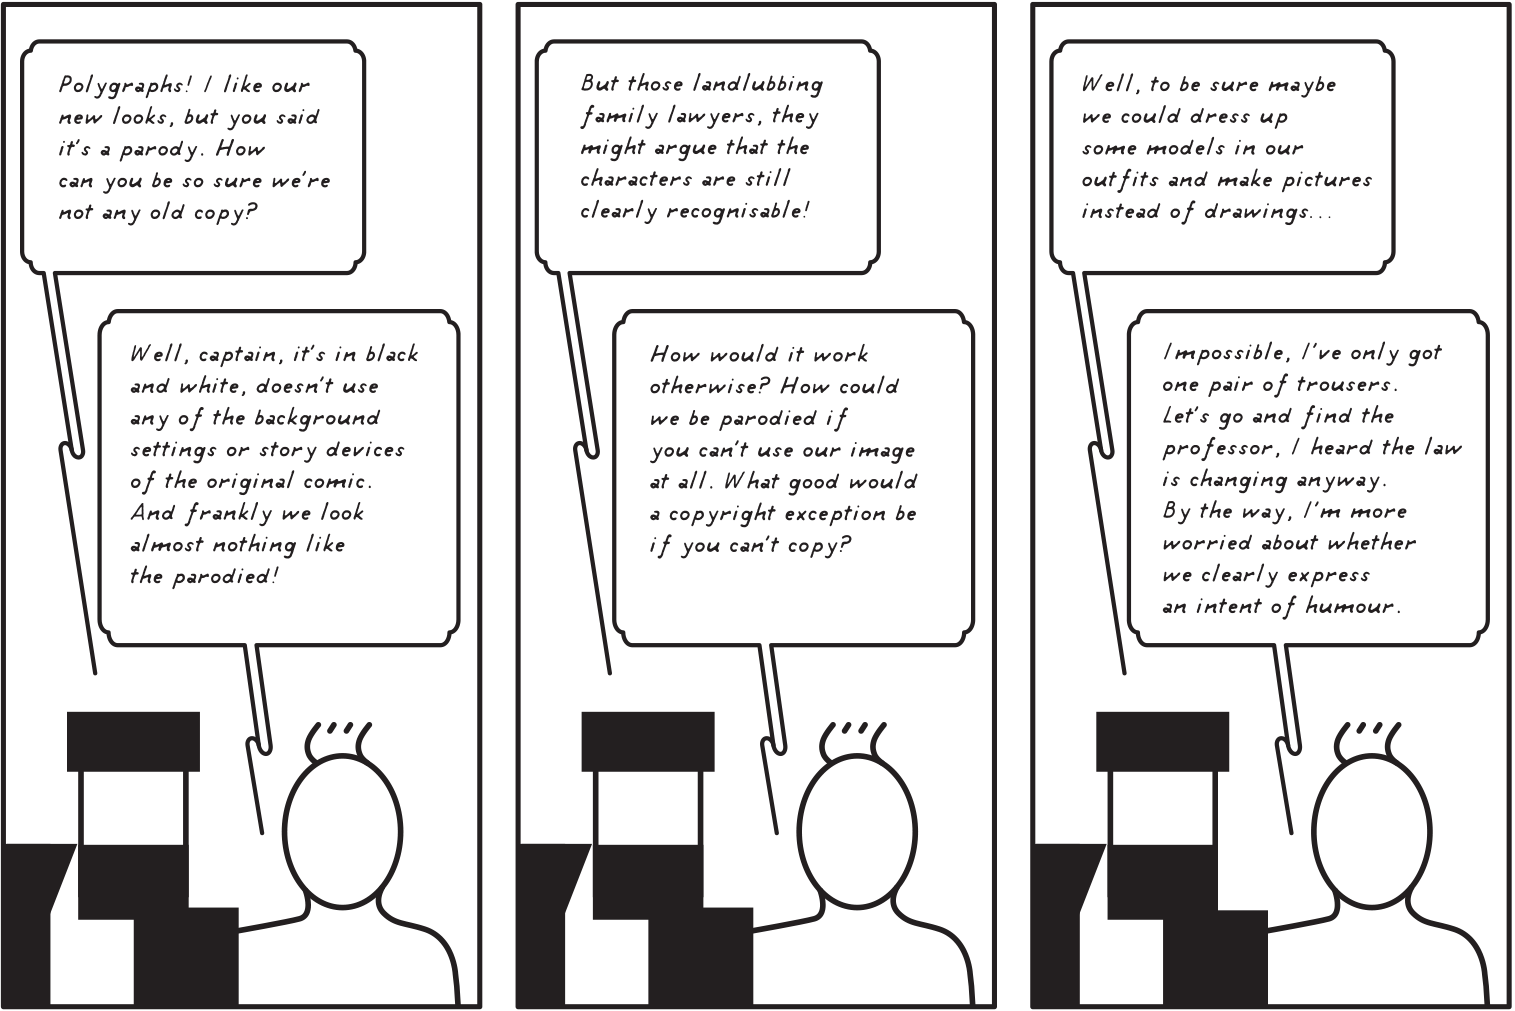 Polygraphs! I like our
new looks, but you said
it's a parody. How
can you be so sure we're
not any old copy?
Well, captain, it's in black
and white, doesn't use
any of the background
settings or story devices
of the original comic.
And frankly we look
almost nothing like
the parodied!
But those landlubbing
family lawyers, they
might argue that the
characters are still
clearly recognisable!
How would it work
otherwise? How could
we be parodied if
you can't use our image
at all. What good would
a copyright exception be
if you can't copy?
Well, to be sure maybe
we could dress up
some models in our
outfits and make pictures
instead of drawings...
Impossible, I've only got
one pair of trousers.
Let's go and find the
professor, I heard the law
is changing anyway.
By the way, I'm more
worried about whether
we clearly express
an intent of humour.